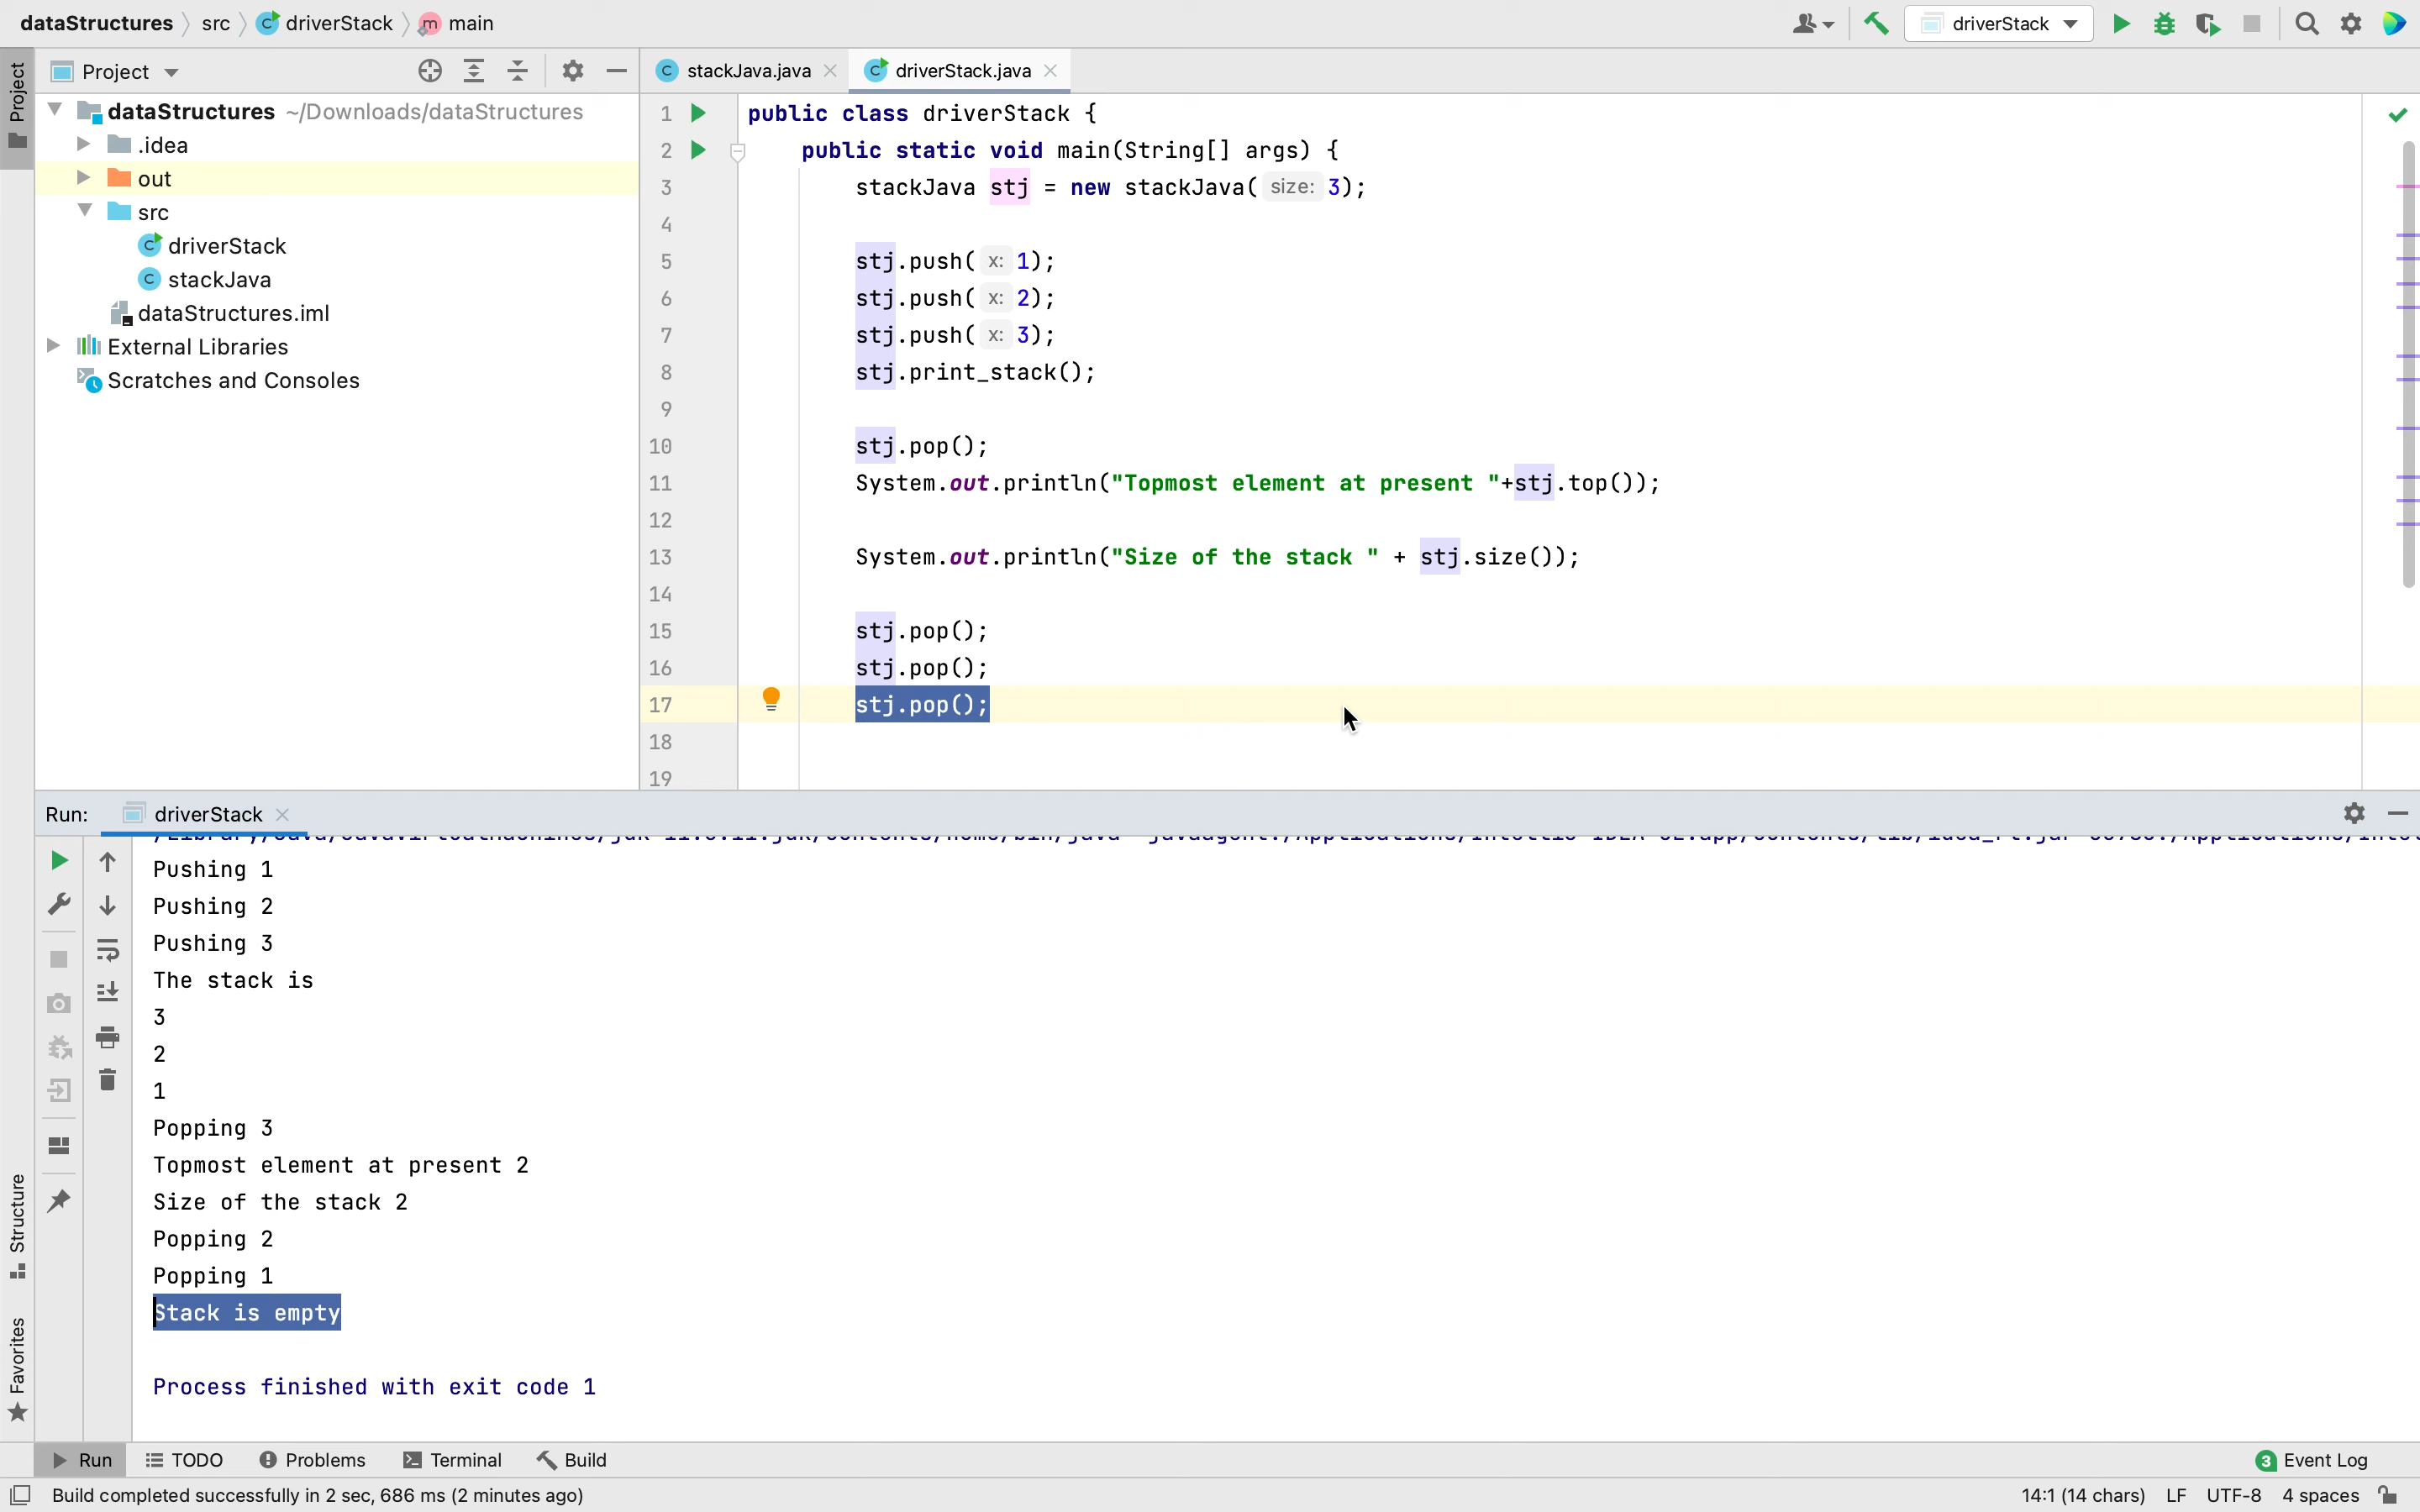 dataStructures src driverStack main
driverStack
Project
stackJava.java driverStack.java
Project
dataStructures ~/Downloads/dataStructures
.idea
out
src
driverStack
stackJava
dataStructures.iml
External Libraries
Scratches and Consoles
1 public class driverStack {
2 public static void main(String[] args) {
3 stackJava stj = new stackJava( size: 3);
4
5 stj.push( x: 1);
6 stj.push( x: 2);
7 stj.push( x: 3);
8 stj.print_stack();
9
10 stj.pop();
11 System.out.println("Topmost element at present "+stj.top());
12
13 System.out.println("Size of the stack " + stj.size());
14
15 stj.pop();
16 stj.pop();
17 stj.pop();
18
19
Run: driverStack
Pushing 1
Pushing 2
Pushing 3
The stack is
3
2
1
Popping 3
Topmost element at present 2
Size of the stack 2
Popping 2
Popping 1
Stack is empty
Process finished with exit code 1
Structure
Favorites
Run TODO Problems Terminal Build
3 Event Log
Build completed successfully in 2 sec, 686 ms (2 minutes ago)
14:1 (14 chars) LF UTF-8 4 spaces